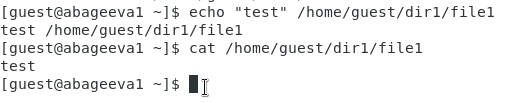 [guest@abageeva1 ~]$ echo "test" /home/guest/dir1/file1
test /home/guest/dir1/file1
[guest@abageeva1 ~]$ cat /home/guest/dir1/file1
test
[guest@abageeva1 ~]$